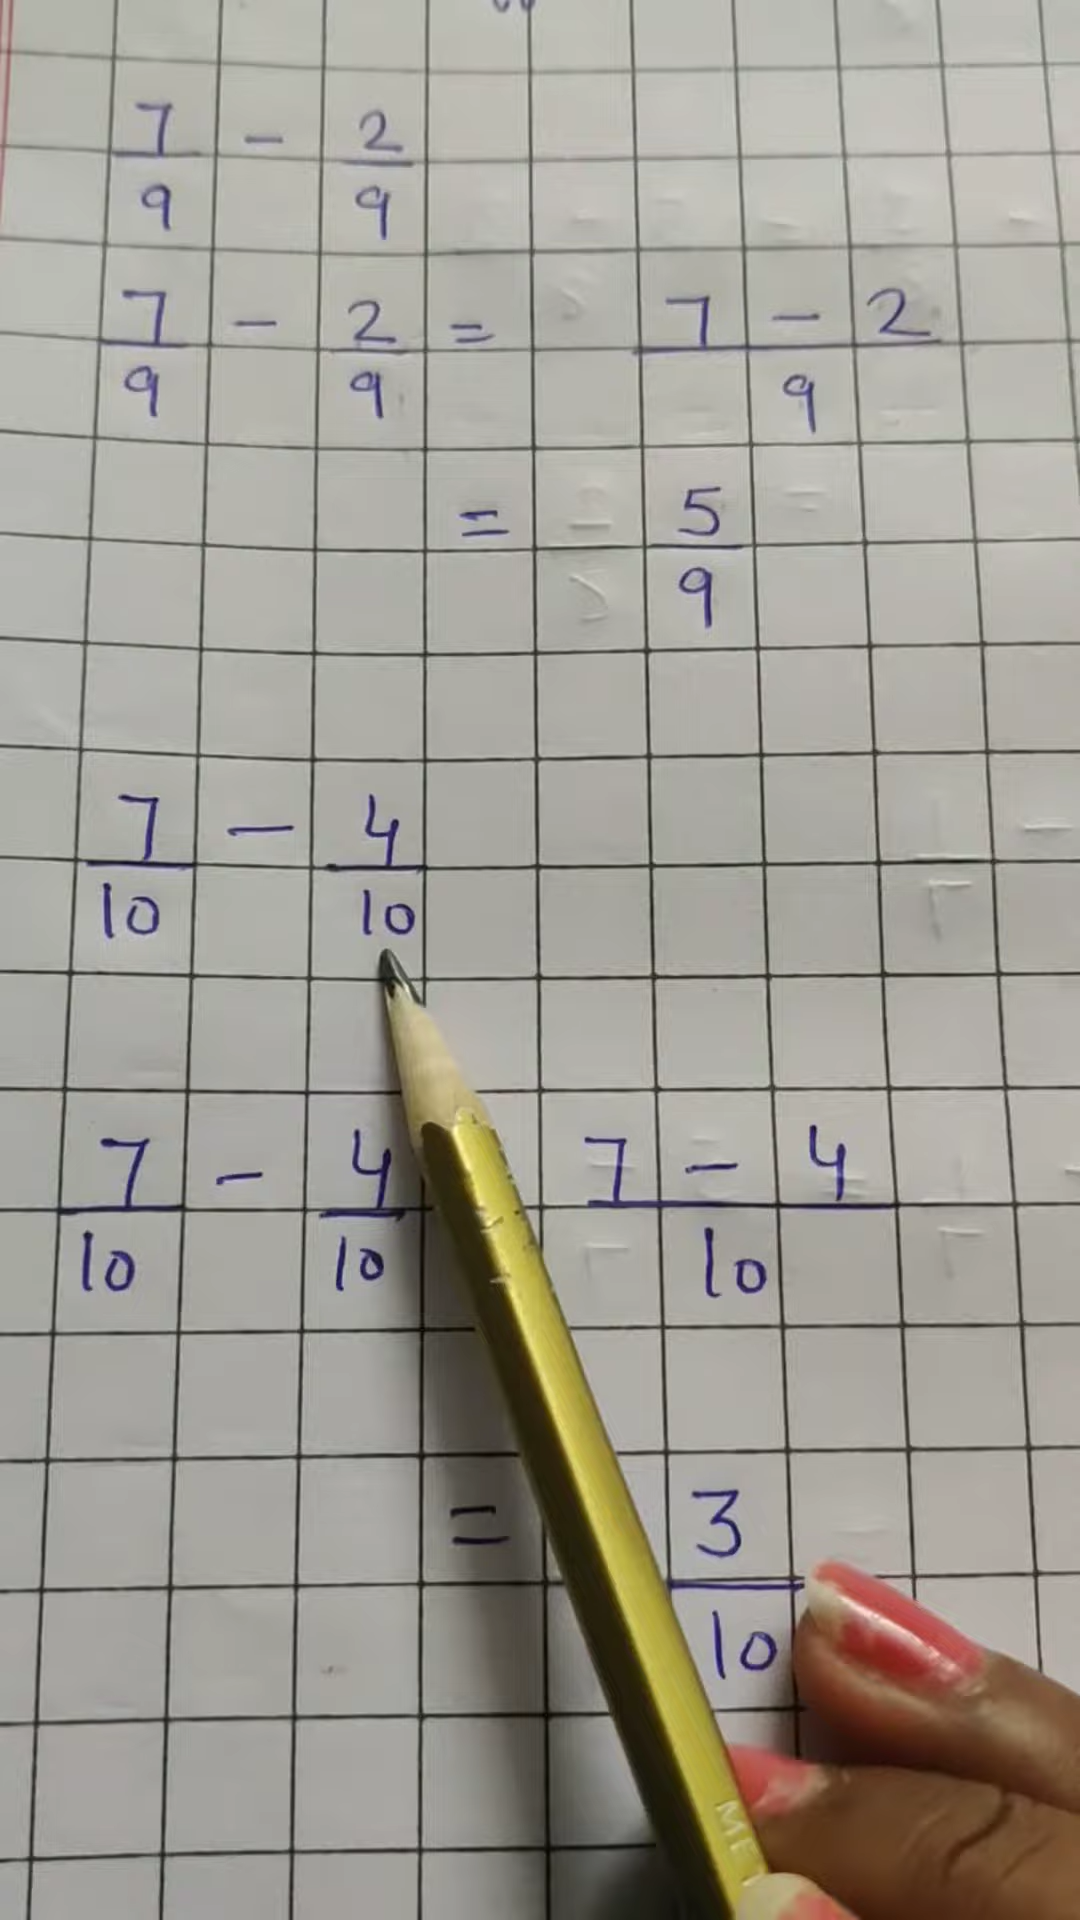 7/9 - 2/9
7/9 - 2/9 = 7 - 2/9
= 5/9
7/10 - 4/10
7/10 - 4/10 7 - 4/10
= 3/10